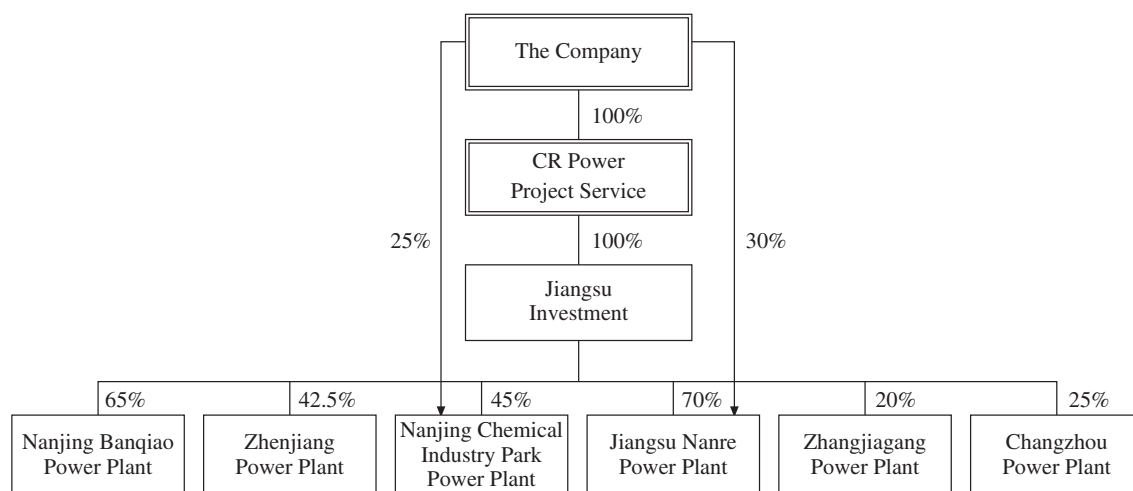 The Company
100%
CR Power
Project Service
25%
100%
30%
Jiangsu
Investment
65%
42.5%
45%
70%
20%
25%
Nanjing Banqiao
Power Plant
Zhenjiang
Power Plant
Nanjing Chemical
Industry Park
Power Plant
Jiangsu Nanre
Power Plant
Zhangjiagang
Power Plant
Changzhou
Power Plant